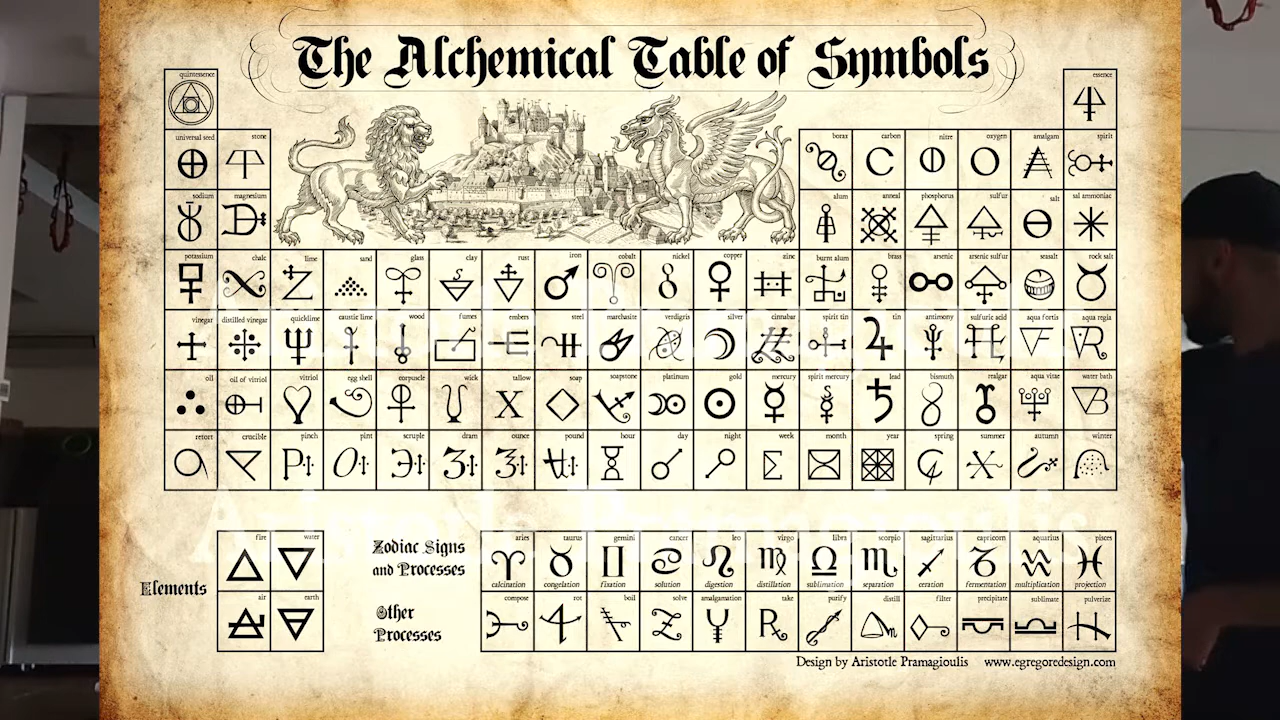 The Alchemical Table of Symbols
quintessence essence
universal seed stone borax carbon nitre oxygen amalgam spirit
sodium magnesium alum anneal phosphorus sulfur salt sal ammoniac
potassium chalk lime sand glass clay rust iron cobalt nickel copper zinc burnt alum brass arsenic arsenic sulfur seasalt rock salt
vinegar distilled vinegar quicklime caustic lime wood fumes embers steel marchasite verdigris silver cinnabar spirit tin tin antimony sulfuric acid aqua fortis aqua regia
oil oil of vitriol vitriol egg shell corpuscle wick tallow soap soapstone platinum gold mercury spirit mercury lead bismuth realgar aqua vitae water bath
retort crucible pinch pint scruple dram ounce pound hour day night week month year spring summer autumn winter
fire water
Zodiac Signs
and Processes
aries taurus gemini cancer leo virgo libra scorpio sagittarius capricorn aquarius pisces
calcination congelation fixation solution digestion distillation sublimation separation ceration fermentation multiplication projection
Elements
air earth
Other
Processes
compose rot boil solve amalgamation take purify distill filter precipitate sublimate pulverize
Design by Aristotle Pramagioulis www.egregoredesign.com